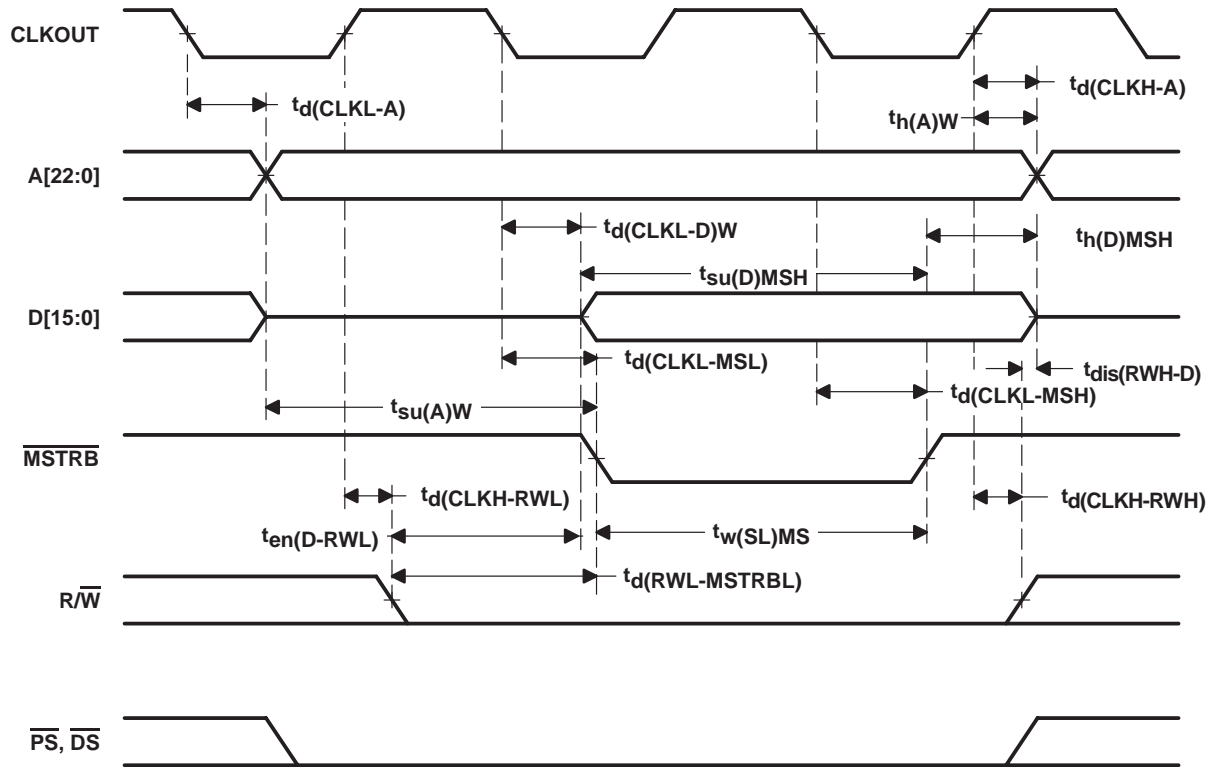 CLKOUT
td(CLKL-A)
td(CLKH-A)
th(A)W
A[22:0]
td(CLKL-D)W
th(D)MSH
tsu(D)MSH
D[15:0]
td(CLKL-MSL)
tdis(RWH-D)
td(CLKL-MSH)
tsu(A)W
MSTRB
td(CLKH-RWL)
td(CLKH-RWH)
ten(D-RWL)
tw(SL)MS
td(RWL-MSTRBL)
R/W
PS, DS